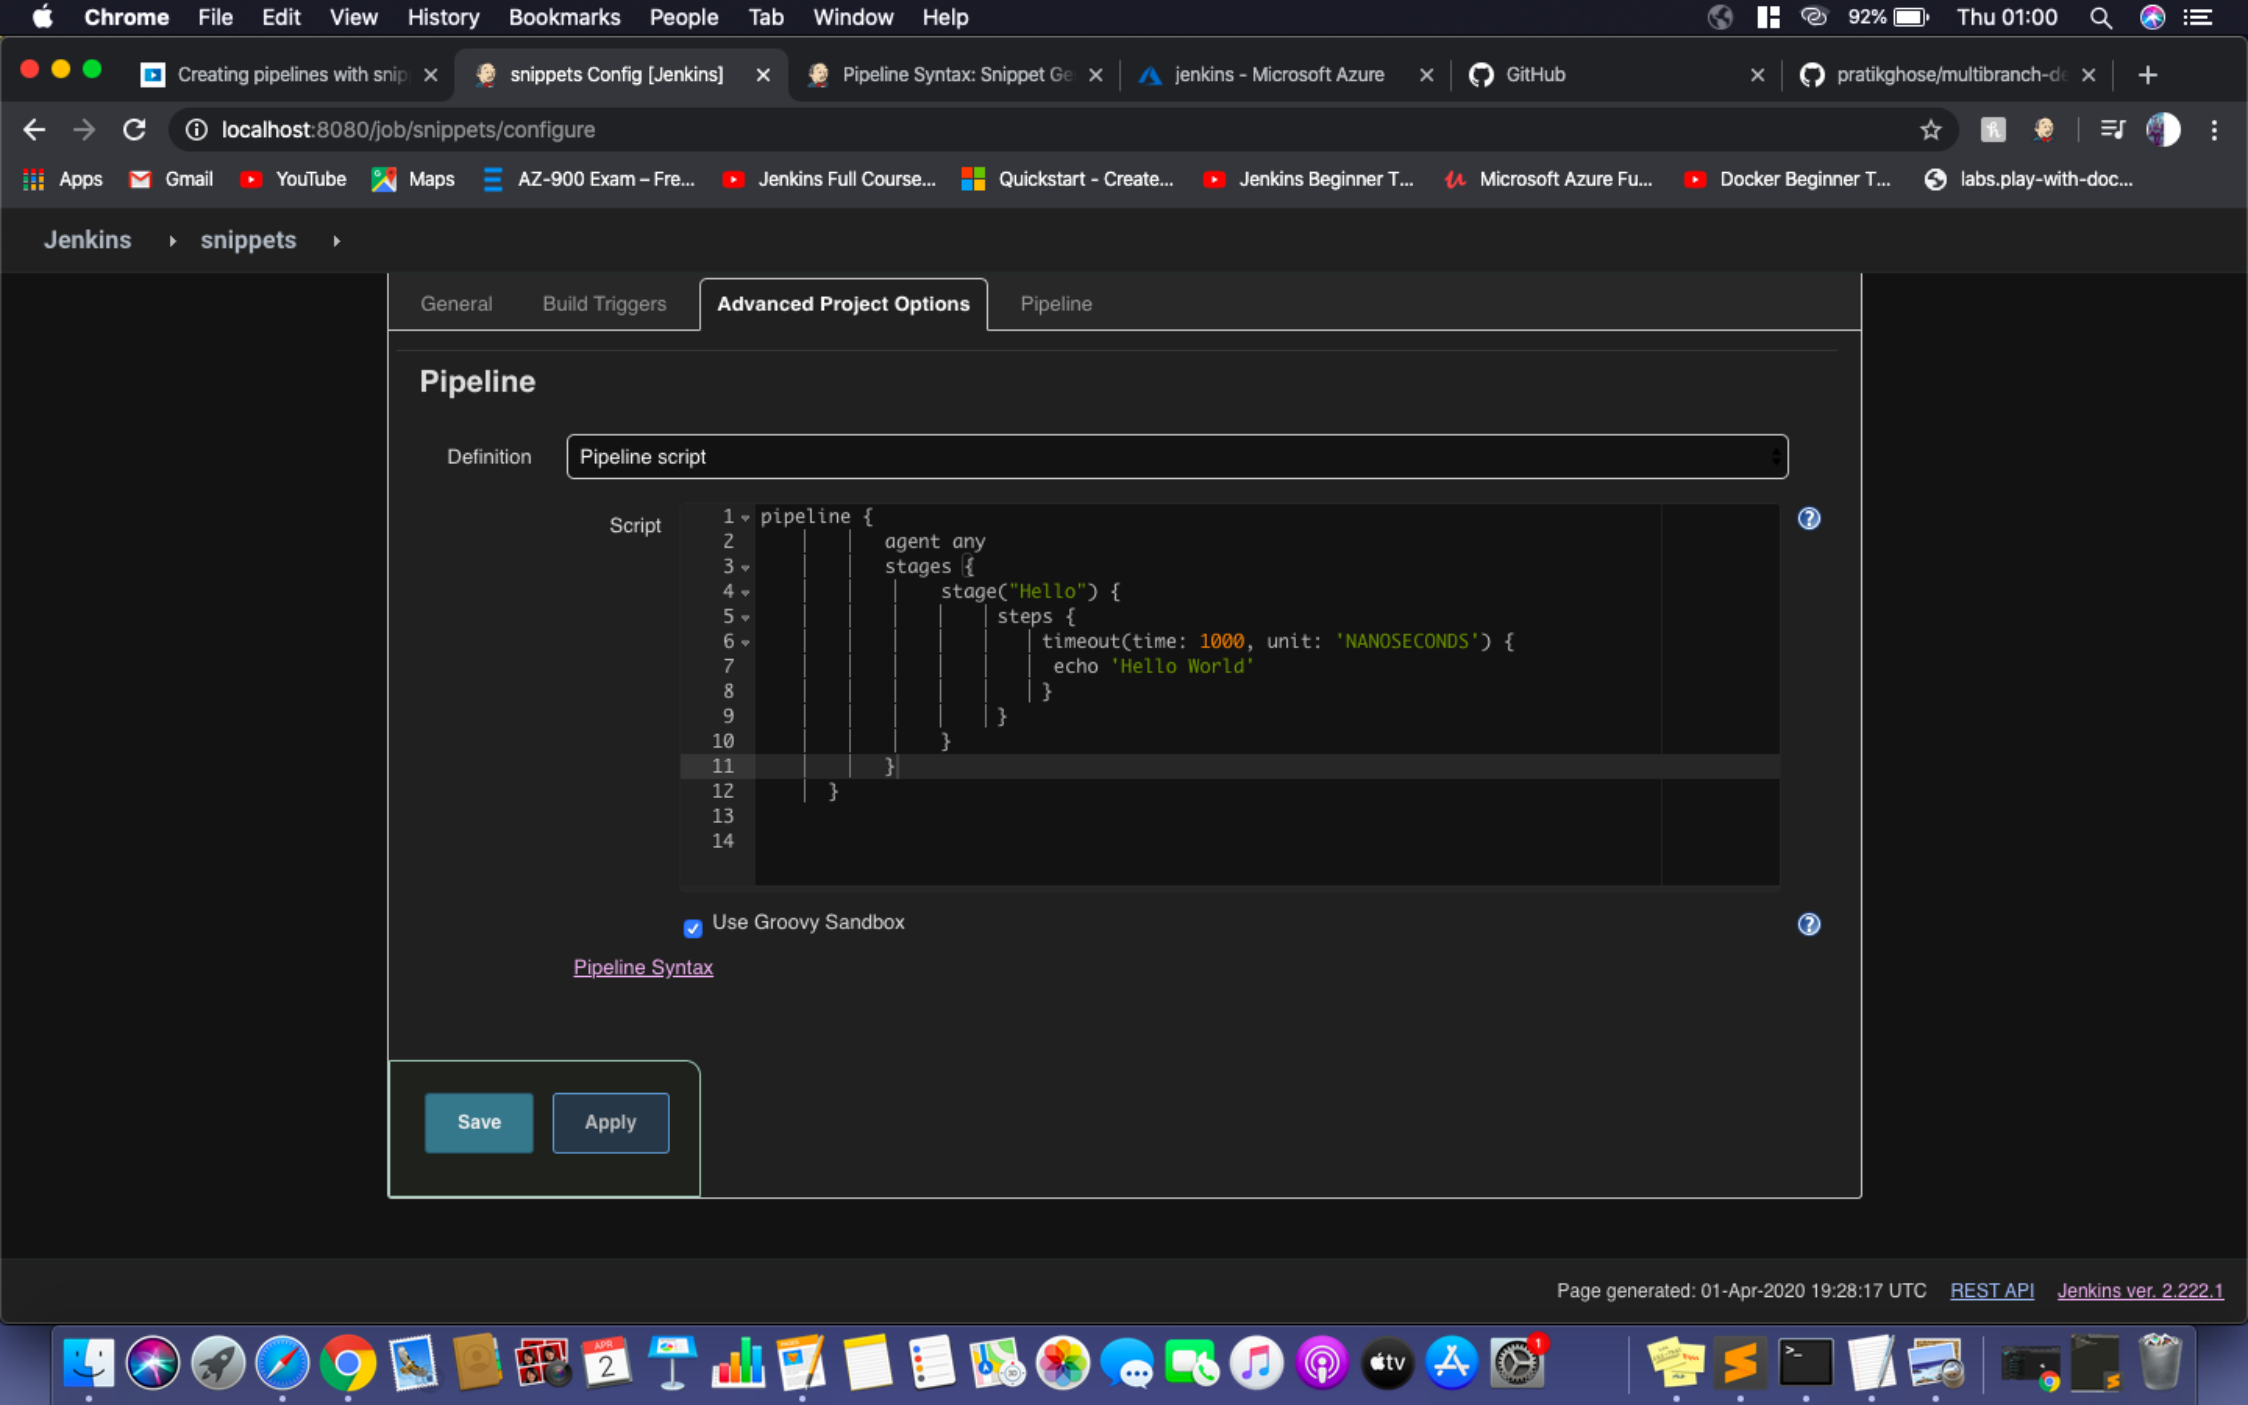 Chrome File Edit View History Bookmarks People Tab Window Help 92% Thu 01:00
Creating pipelines with snip snippets Config [Jenkins] Pipeline Syntax: Snippet Ge jenkins - Microsoft Azure GitHub pratikghose/multibranch-de
localhost:8080/job/snippets/configure
Apps Gmail YouTube Maps AZ-900 Exam – Fre... Jenkins Full Course... Quickstart - Create... Jenkins Beginner T... Microsoft Azure Fu... Docker Beginner T... labs.play-with-doc...
Jenkins snippets
General Build Triggers Advanced Project Options Pipeline
Pipeline
Definition Pipeline script
Script
1 pipeline {
2 agent any
3 stages {
4 stage("Hello") {
5 steps {
6 timeout(time: 1000, unit: 'NANOSECONDS') {
7 echo 'Hello World'
8 }
9 }
10 }
11 }
12 }
13
14
Use Groovy Sandbox
Pipeline Syntax
Save Apply
Page generated: 01-Apr-2020 19:28:17 UTC REST API Jenkins ver. 2.222.1
APR
2
tv
1